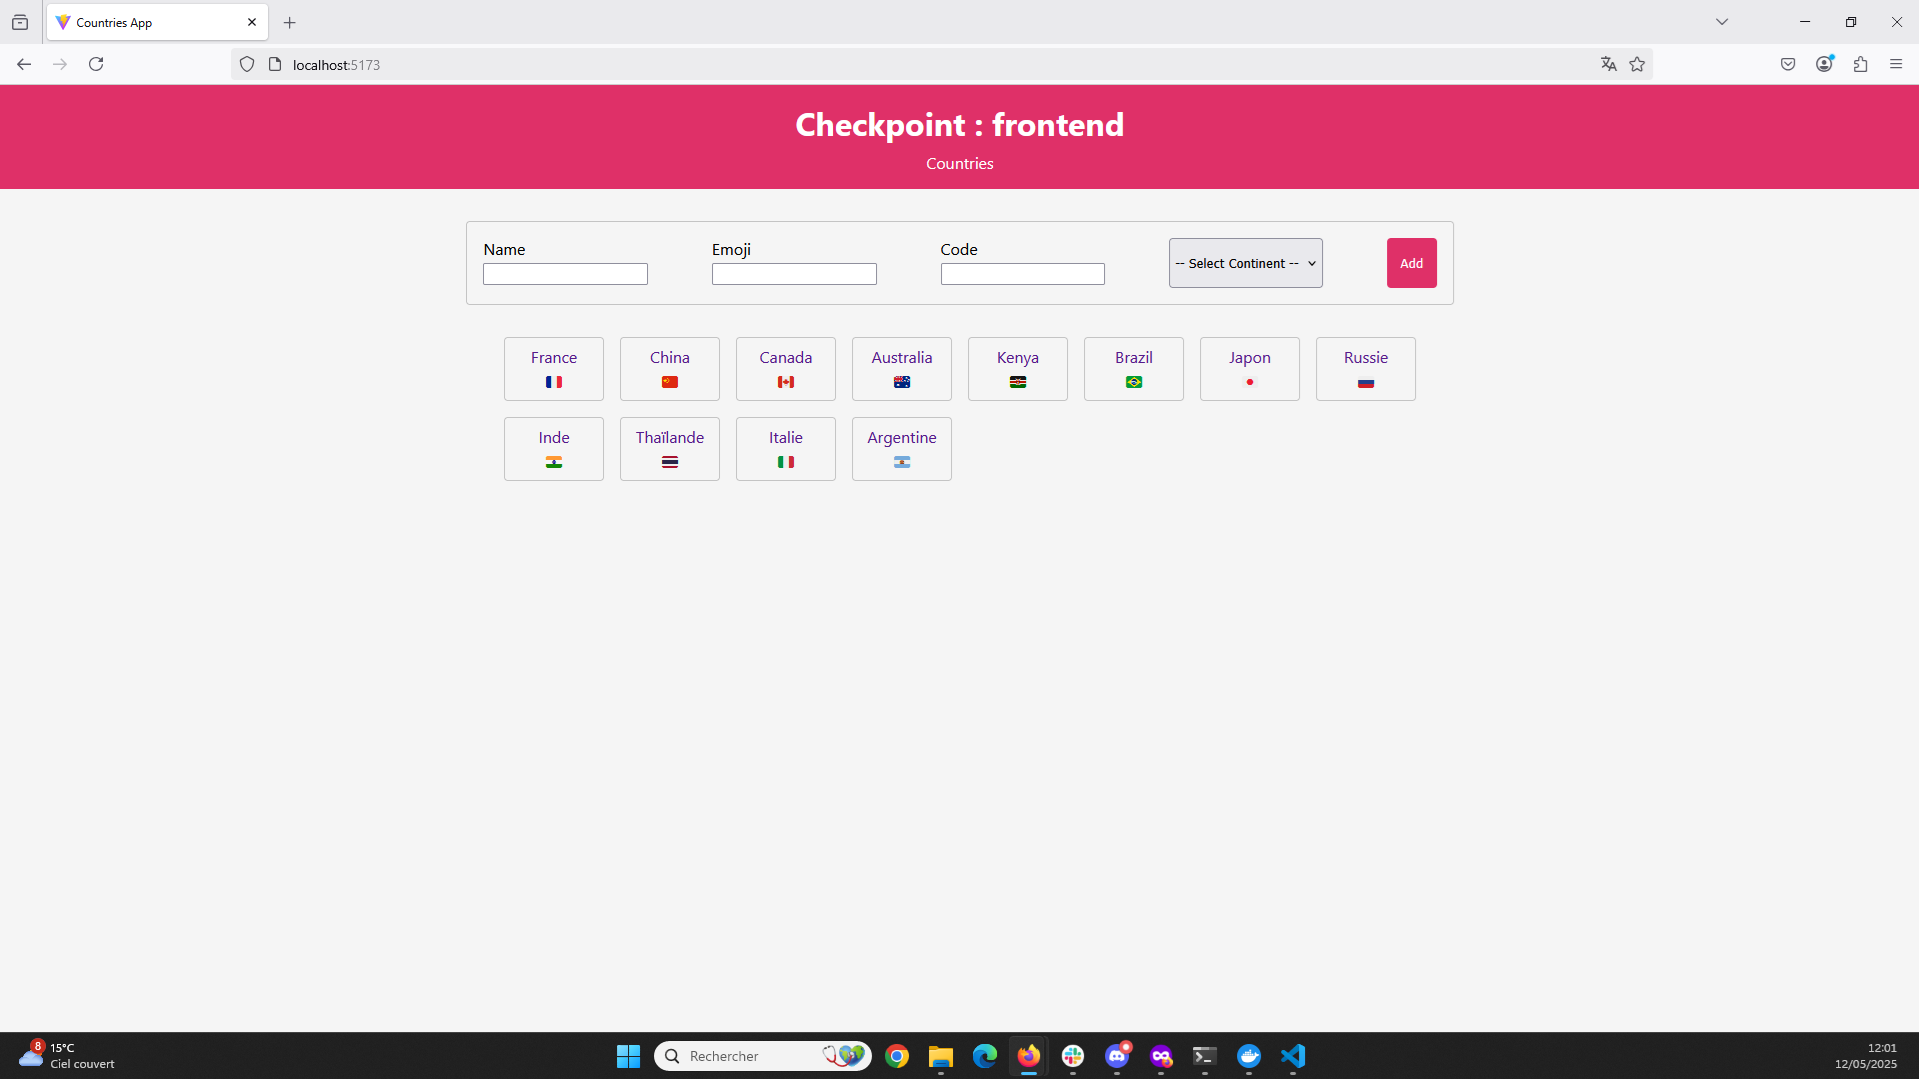 Countries App
localhost:5173
Checkpoint : frontend
Countries
Name
Emoji
Code
-- Select Continent --
Add
France
China
Canada
Australia
Kenya
Brazil
Japon
Russie
Inde
Thaïlande
Italie
Argentine
8
15°C
Ciel couvert
Rechercher
12:01
12/05/2025